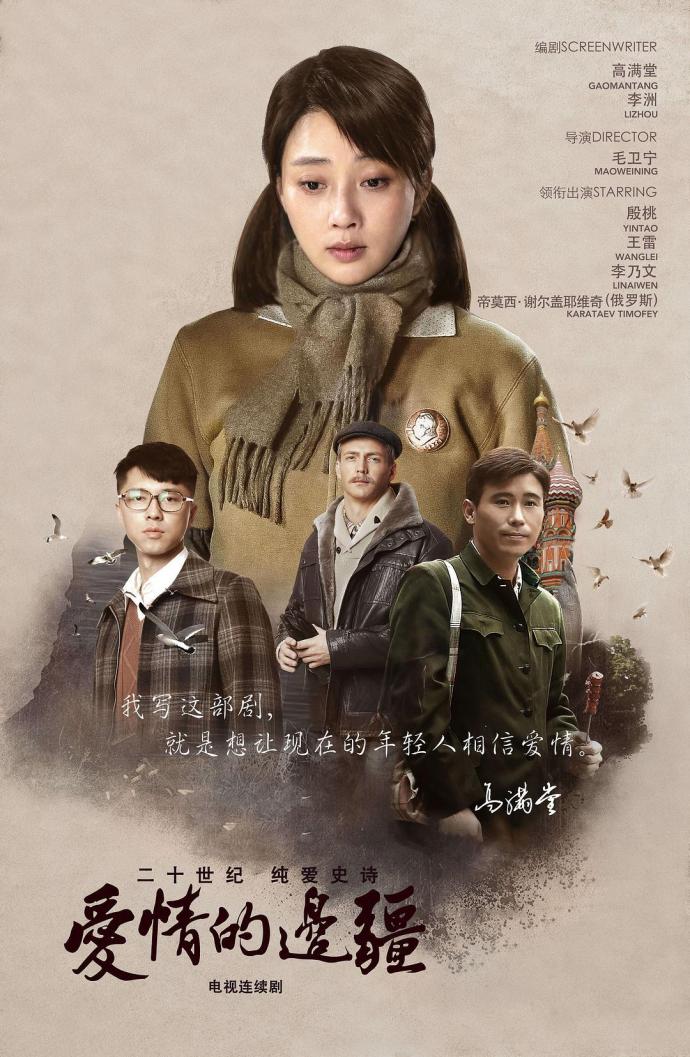 编剧SCREENWRITER
高满堂
GAOMANTANG
李洲
LIZHOU
导演DIRECTOR
毛卫宁
MAOWEINING
领衔出演STARRING
殷桃
YINTAO
王雷
WANGLEI
李乃文
LINAIWEN
帝莫西·谢尔盖耶维奇(俄罗斯)
KARATAEV TIMOFEY
我写这部剧,
就是想让现在的年轻人相信爱情。
高满堂
二十世纪 纯爱史诗
愛情的邊疆
电视连续剧